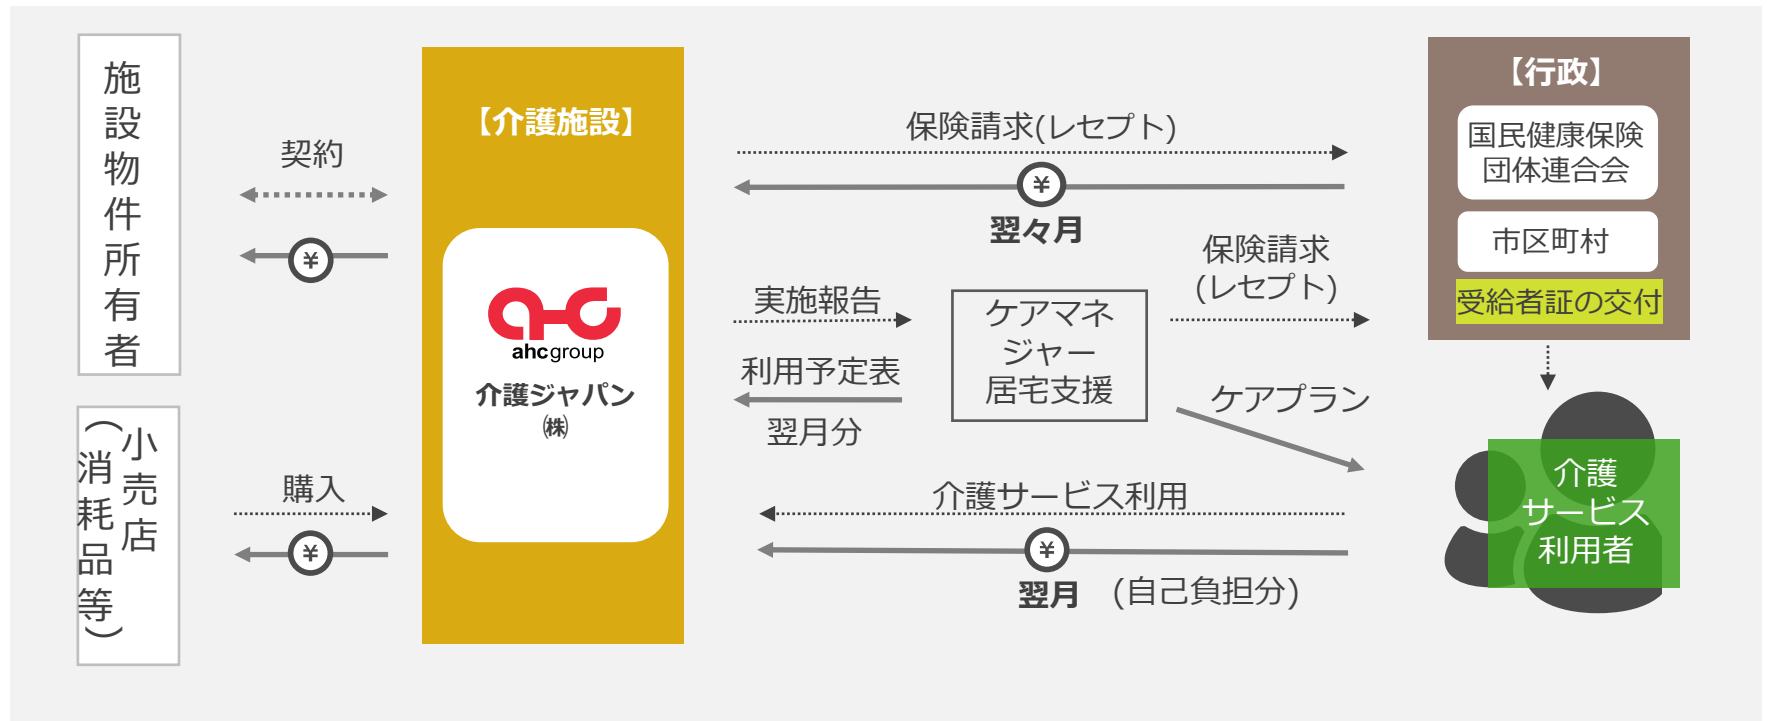 施設物件所有者
小売店
(消耗品等)
契約
¥
購入
¥
【介護施設】
ahcgroup
介護ジャパン
㈱
保険請求(レセプト)
¥
翌々月
実施報告
利用予定表
翌月分
ケアマネ
ジャー
居宅支援
保険請求
(レセプト)
ケアプラン
介護サービス利用
¥
翌月
(自己負担分)
【行政】
国民健康保険
団体連合会
市区町村
受給者証の交付
介護
サービス
利用者